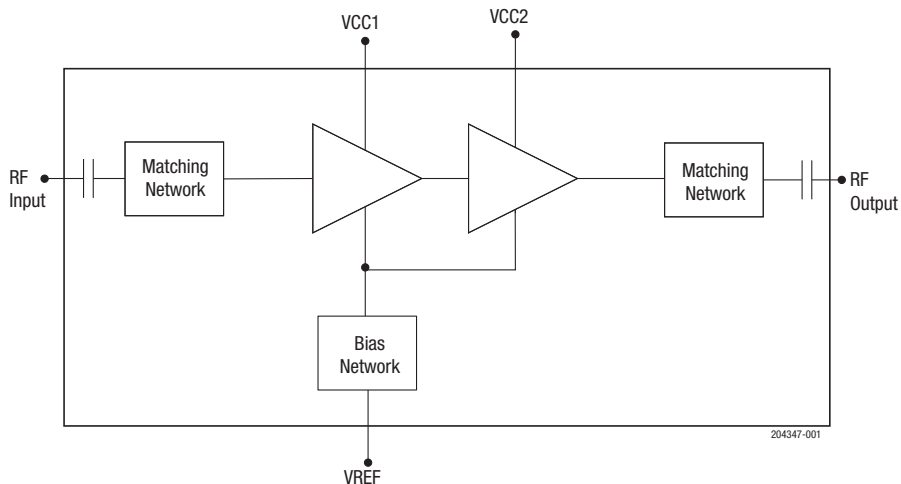 VCC1
VCC2
RF
Input
Matching
Network
Matching
Network
RF
Output
Bias
Network
204347-001
VREF